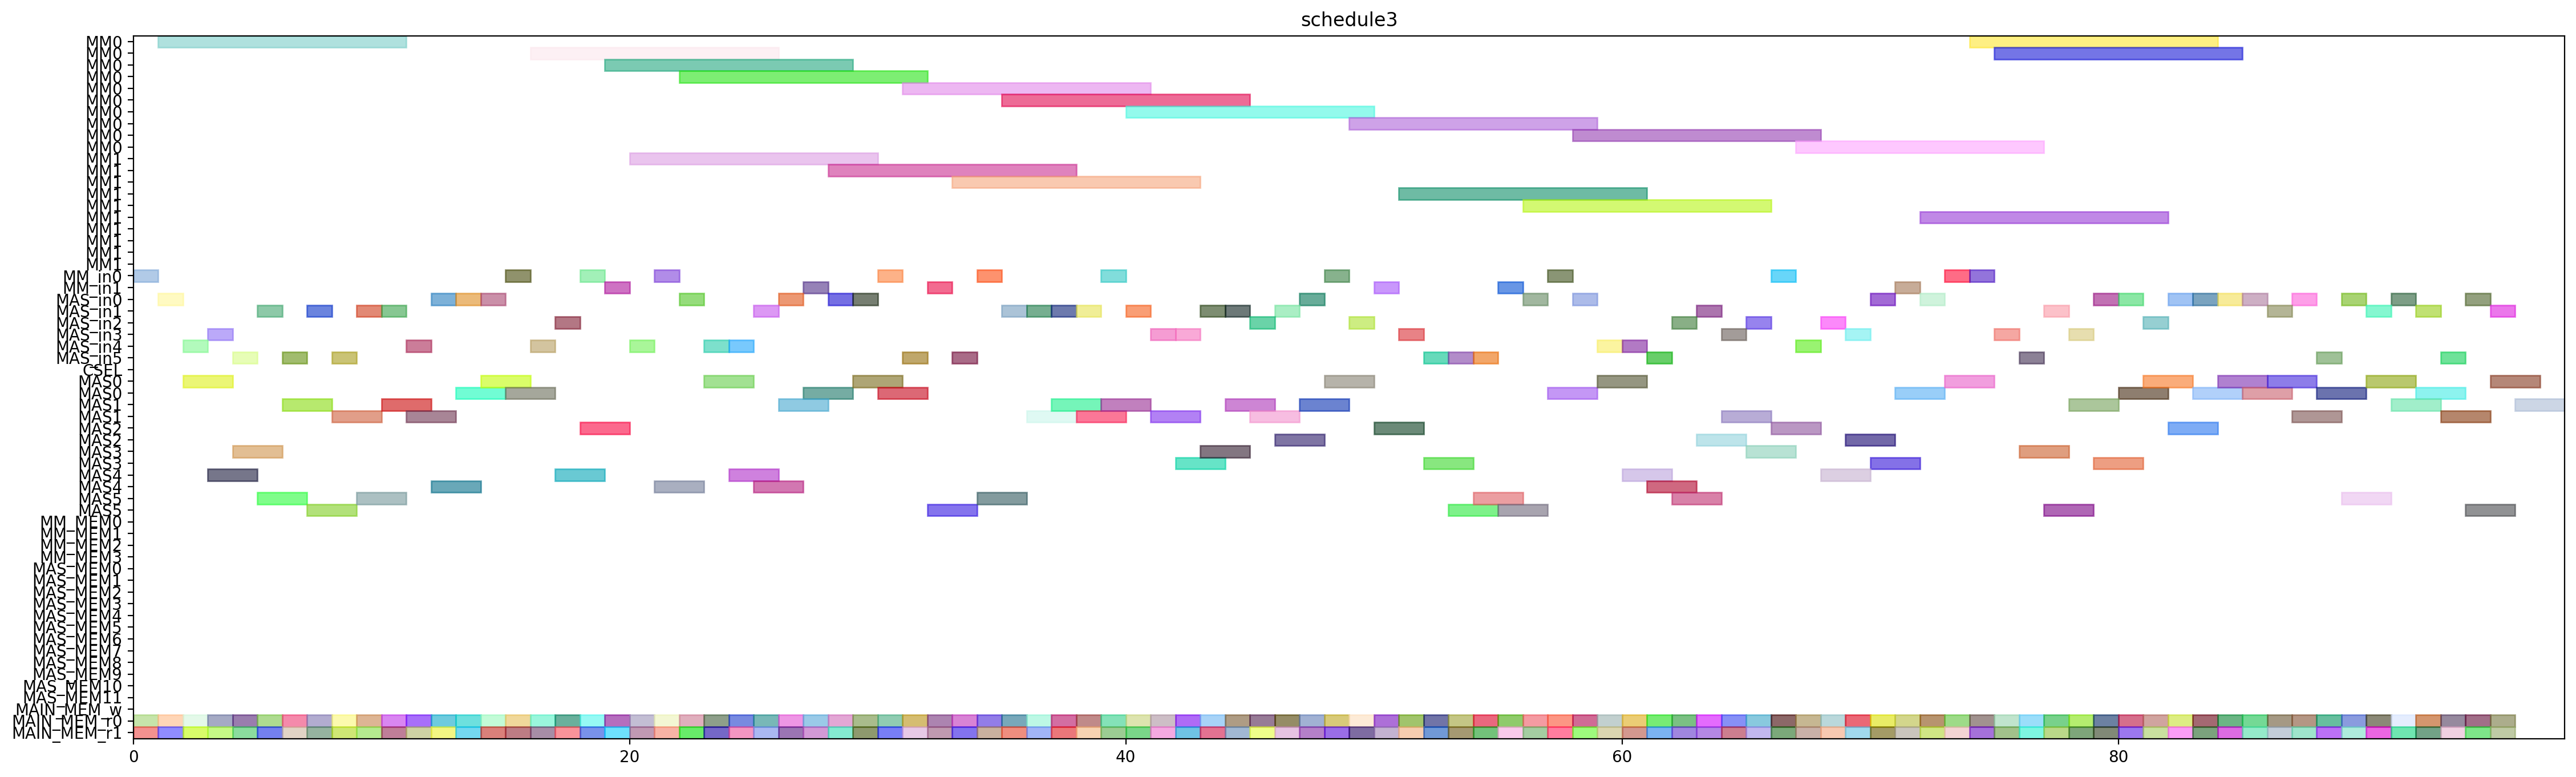 schedule3
MM0
MM0
MM0
MM0
MM0
MM0
MM0
MM0
MM0
MM0
MM1
MM1
MM1
MM1
MM1
MM1
MM1
MM1
MM1
MM1
MM_in0
MM_in1
MAS_in0
MAS_in1
MAS_in2
MAS_in3
MAS_in4
MAS_in5
CSEL
MAS0
MAS0
MAS1
MAS1
MAS2
MAS2
MAS3
MAS3
MAS4
MAS4
MAS5
MAS5
MM_MEM0
MM_MEM1
MM_MEM2
MM_MEM3
MAS_MEM0
MAS_MEM1
MAS_MEM2
MAS_MEM3
MAS_MEM4
MAS_MEM5
MAS_MEM6
MAS_MEM7
MAS_MEM8
MAS_MEM9
MAS_MEM10
MAS_MEM11
MAIN_MEM_w
MAIN_MEM_r0
MAIN_MEM_r1
0 20 40 60 80